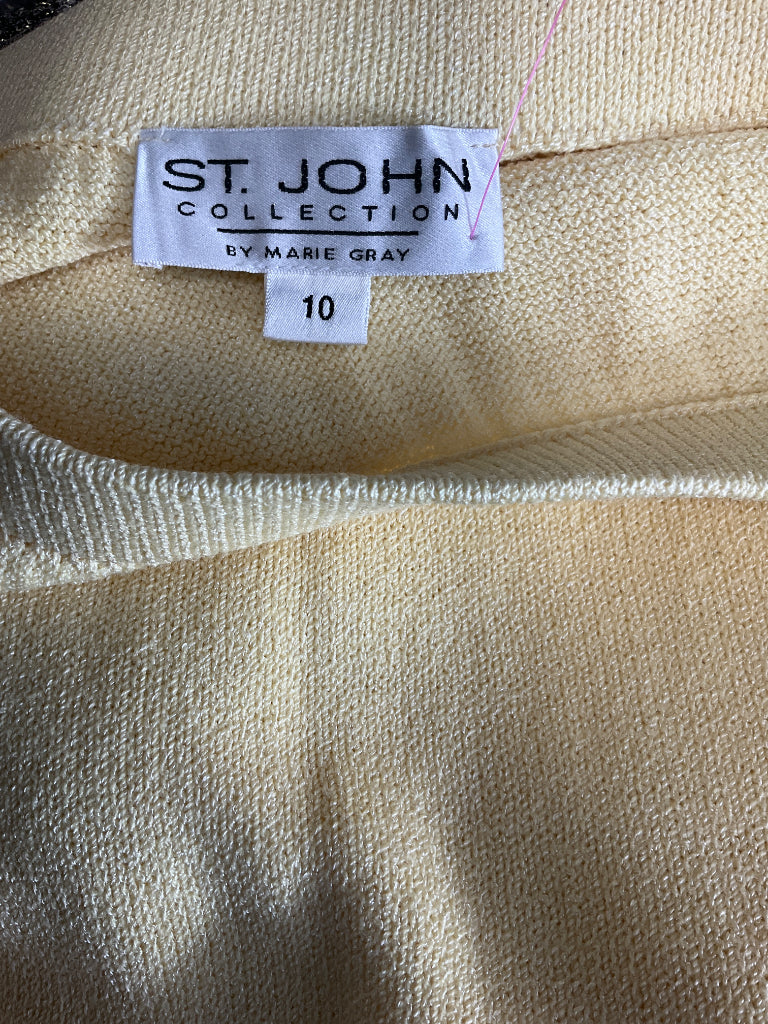 ST. JOHN
COLLECTION
BY MARIE GRAY
10